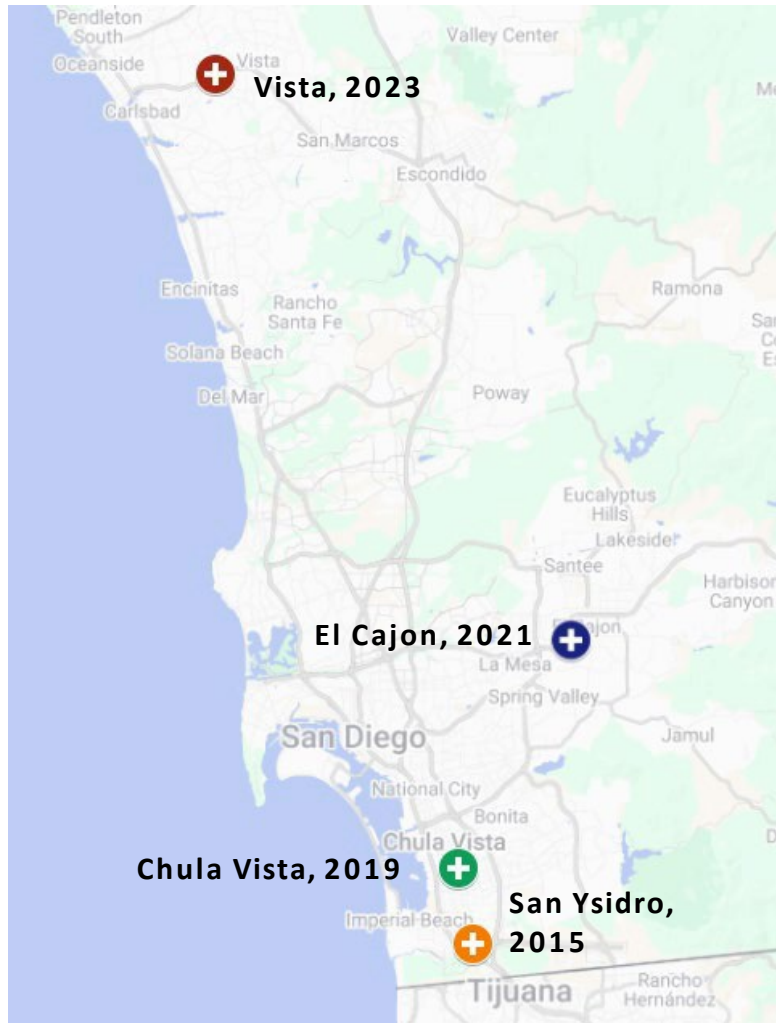 Pendleton
South
Oceanside
Vista
Valley Center
Vista, 2023
Carlsbad
San Marcos
Escondido
Encinitas
Rancho
Santa Fe
Ramona
Solana Beach
Del Mar
Poway
Eucalyptus
Hills
Lakeside
Santee
Harbison
Canyon
El Cajon, 2021
La Mesa
Spring Valley
San Diego
Jamul
National City
Bonita
Chula Vista
Chula Vista, 2019
San Ysidro,
2015
Imperial Beach
Tijuana
Rancho
Hernández